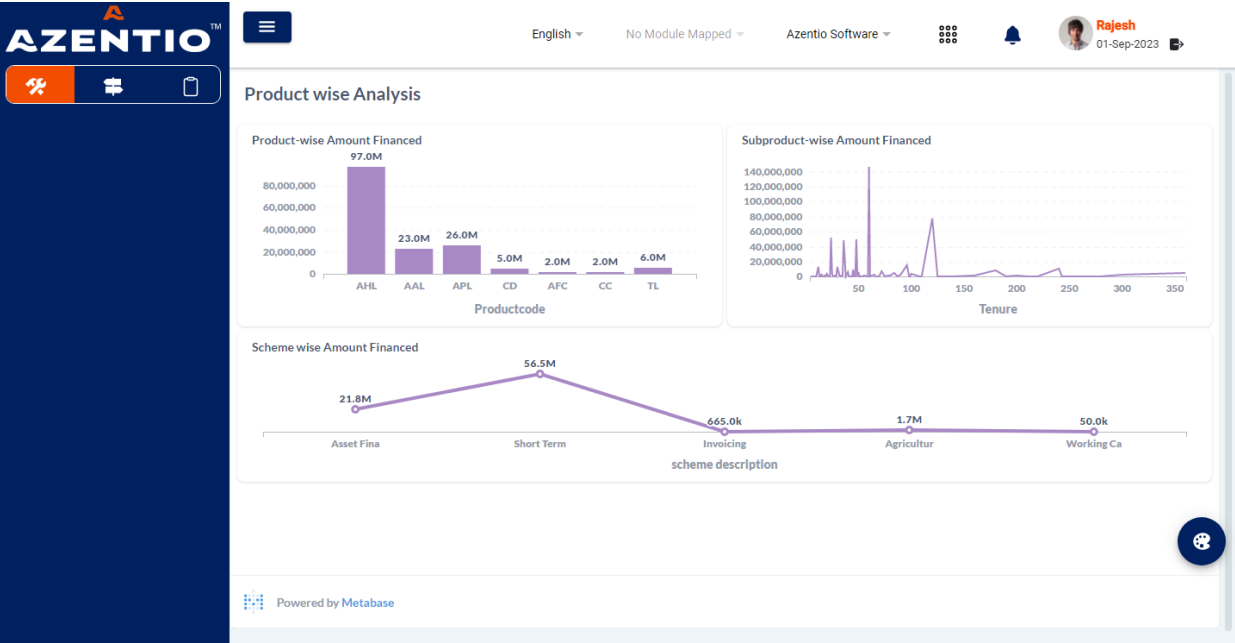 AZENTIO™
English
No Module Mapped
Azentio Software
Rajesh
01-Sep-2023
Product wise Analysis
Product-wise Amount Financed
97.0M
80,000,000
60,000,000
40,000,000
20,000,000
0
23.0M
26.0M
5.0M
2.0M
2.0M
6.0M
AHL AAL APL CD AFC CC TL
Productcode
Subproduct-wise Amount Financed
140,000,000
120,000,000
100,000,000
80,000,000
60,000,000
40,000,000
20,000,000
0
50 100 150 200 250 300 350
Tenure
Scheme wise Amount Financed
21.8M
56.5M
665.0k
1.7M
50.0k
Asset Fina Short Term Invoicing Agricultur Working Ca
scheme description
Powered by Metabase